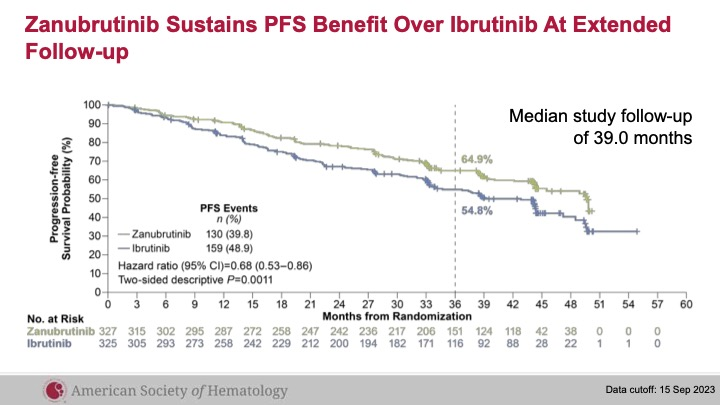 Zanubrutinib Sustains PFS Benefit Over Ibrutinib At Extended
Follow-up
Median study follow-up
of 39.0 months
Progression-free
Survival Probability (%)
100
90
80
70
60
50
40
30
20
10
0
64.9%
54.8%
PFS Events
n (%)
Zanubrutinib 130 (39.8)
Ibrutinib 159 (48.9)
Hazard ratio (95% CI)=0.68 (0.53–0.86)
Two-sided descriptive P=0.0011
0 3 6 9 12 15 18 21 24 27 30 33 36 39 42 45 48 51 54 57 60
Months from Randomization
No. at Risk
Zanubrutinib 327 315 302 295 287 272 258 247 242 236 217 206 151 124 118 42 38 0 0 0
Ibrutinib 325 305 293 273 258 242 229 212 200 194 182 171 116 92 88 28 22 1 1 0
American Society of Hematology
Data cutoff: 15 Sep 2023